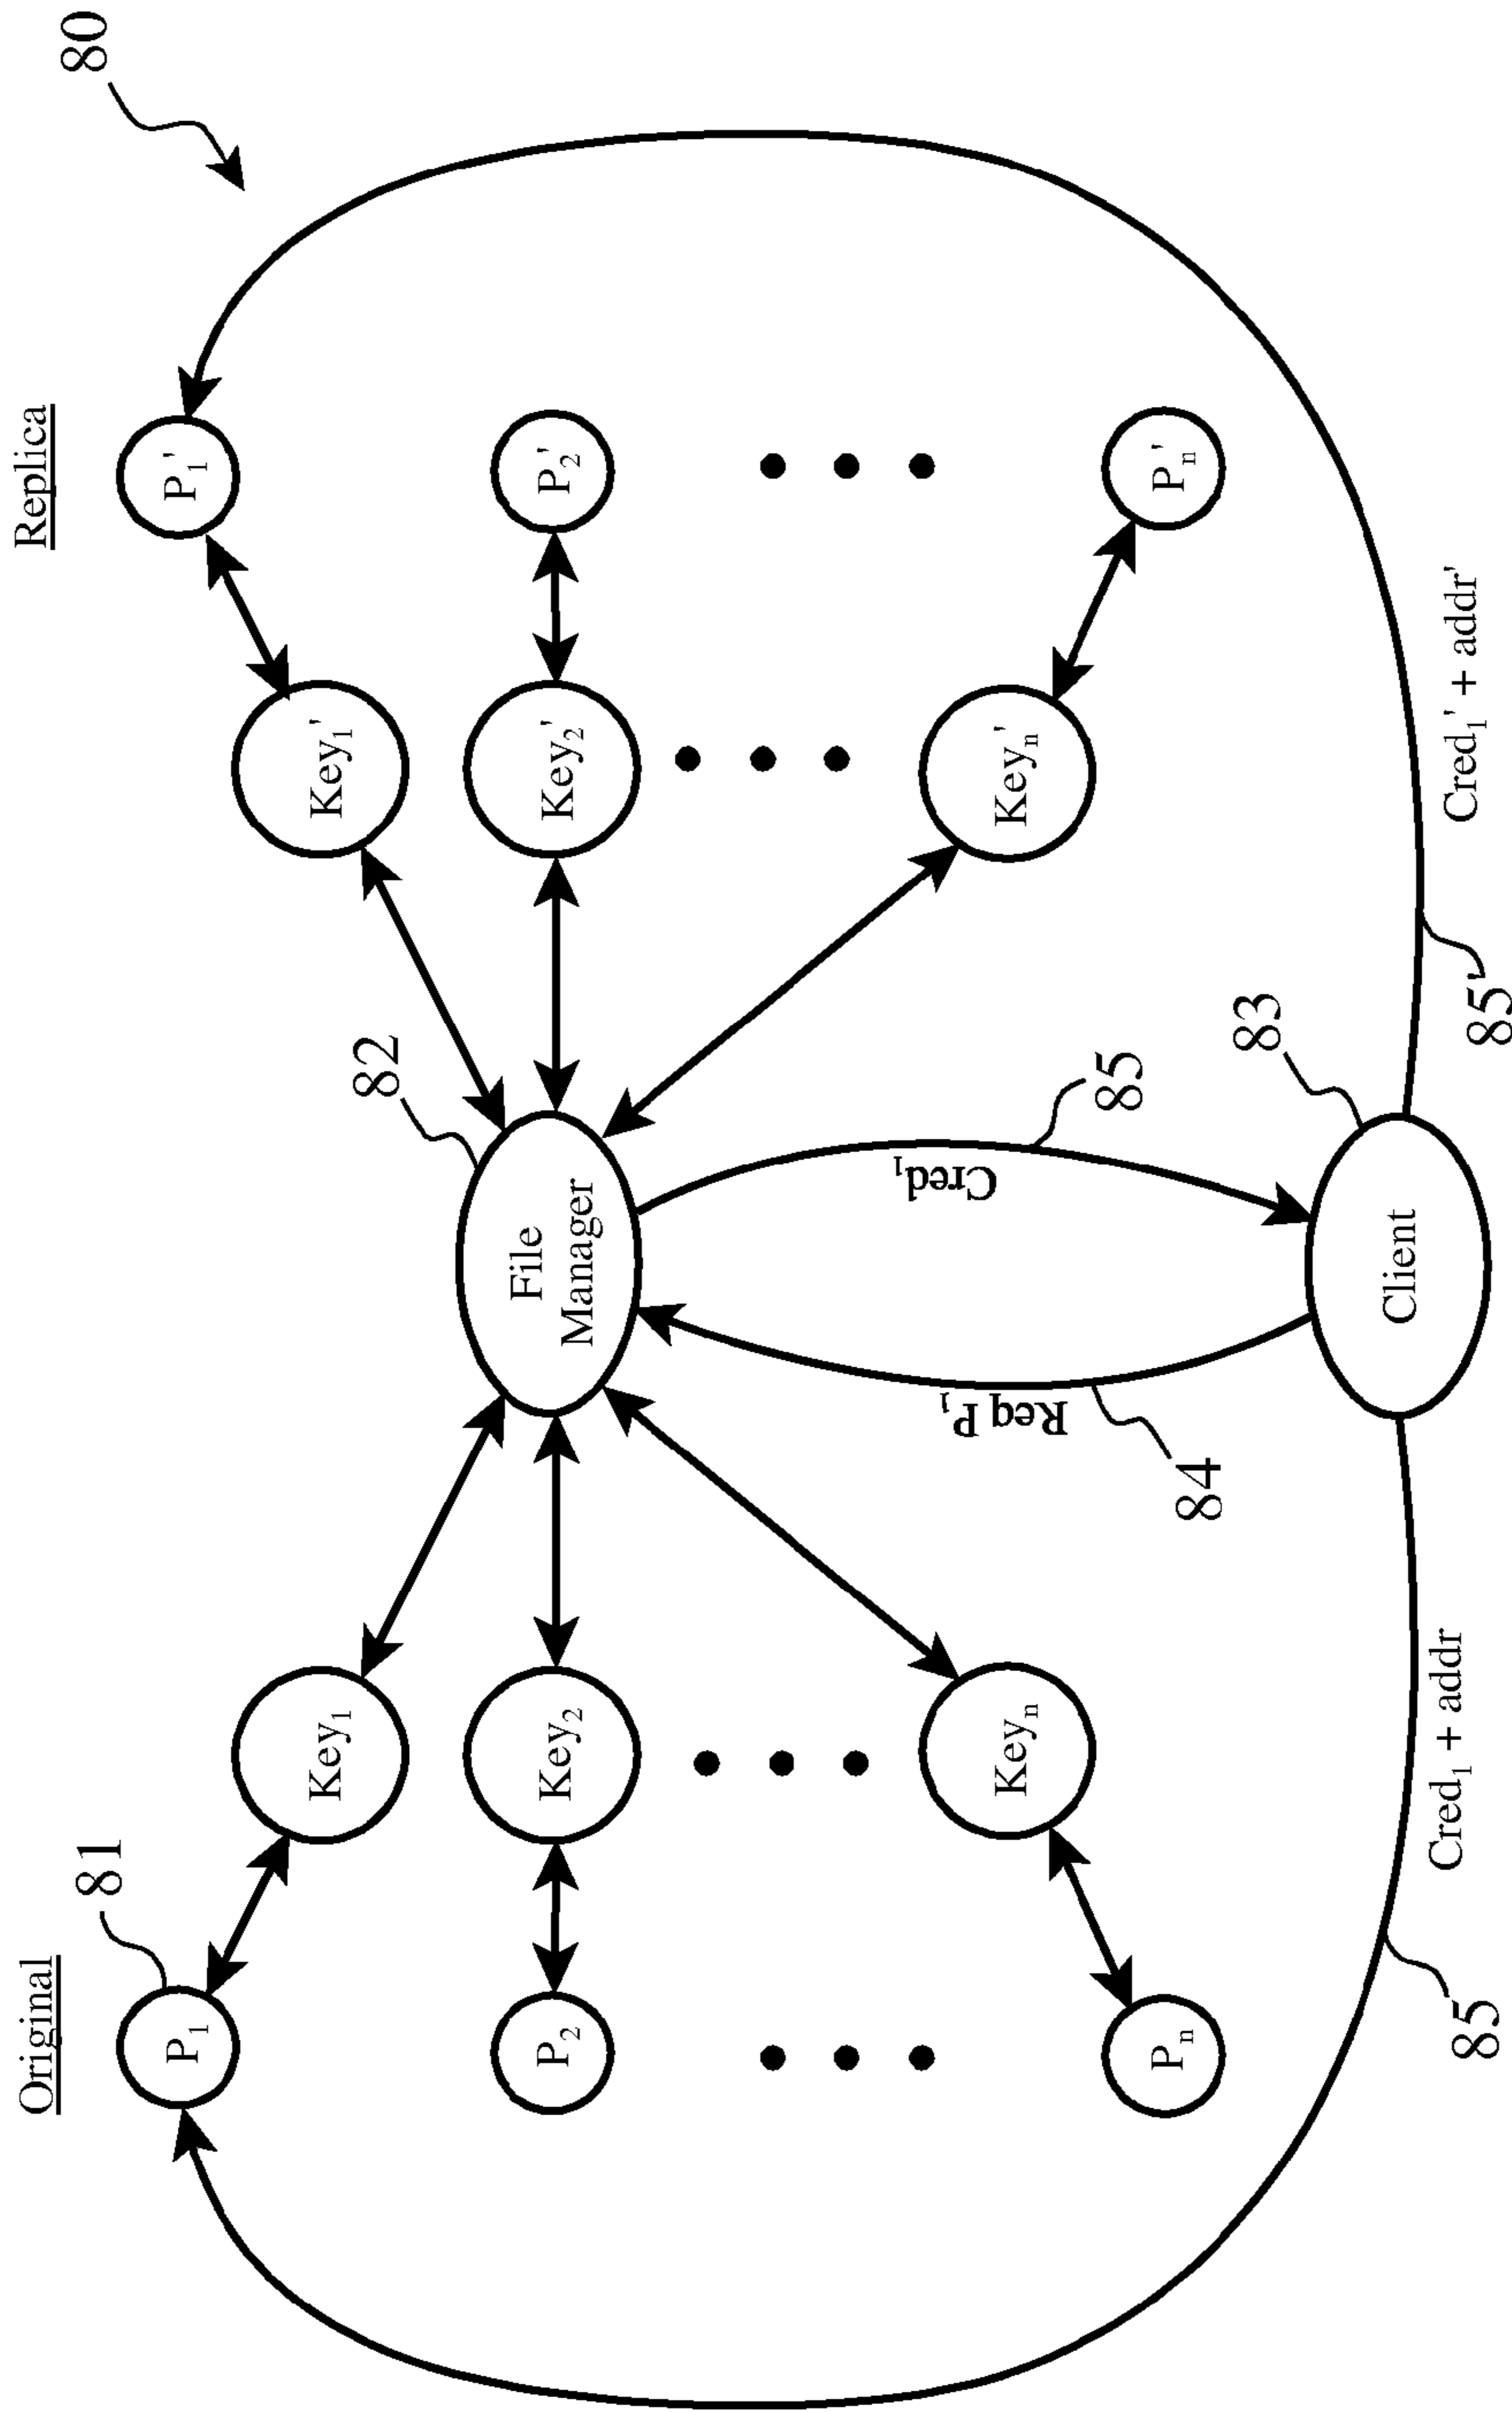 80
Original
Replica
81
82
P₁
P₁'
Key₁
Key₁'
File
Manager
P₂
Key₂
Key₂'
P₂'
Keyₙ
Keyₙ'
Pₙ
Pₙ'
Req P₁
Cred₁
84
85
83
Client
Cred₁ + addr
Cred₁' + addr'
85
85'